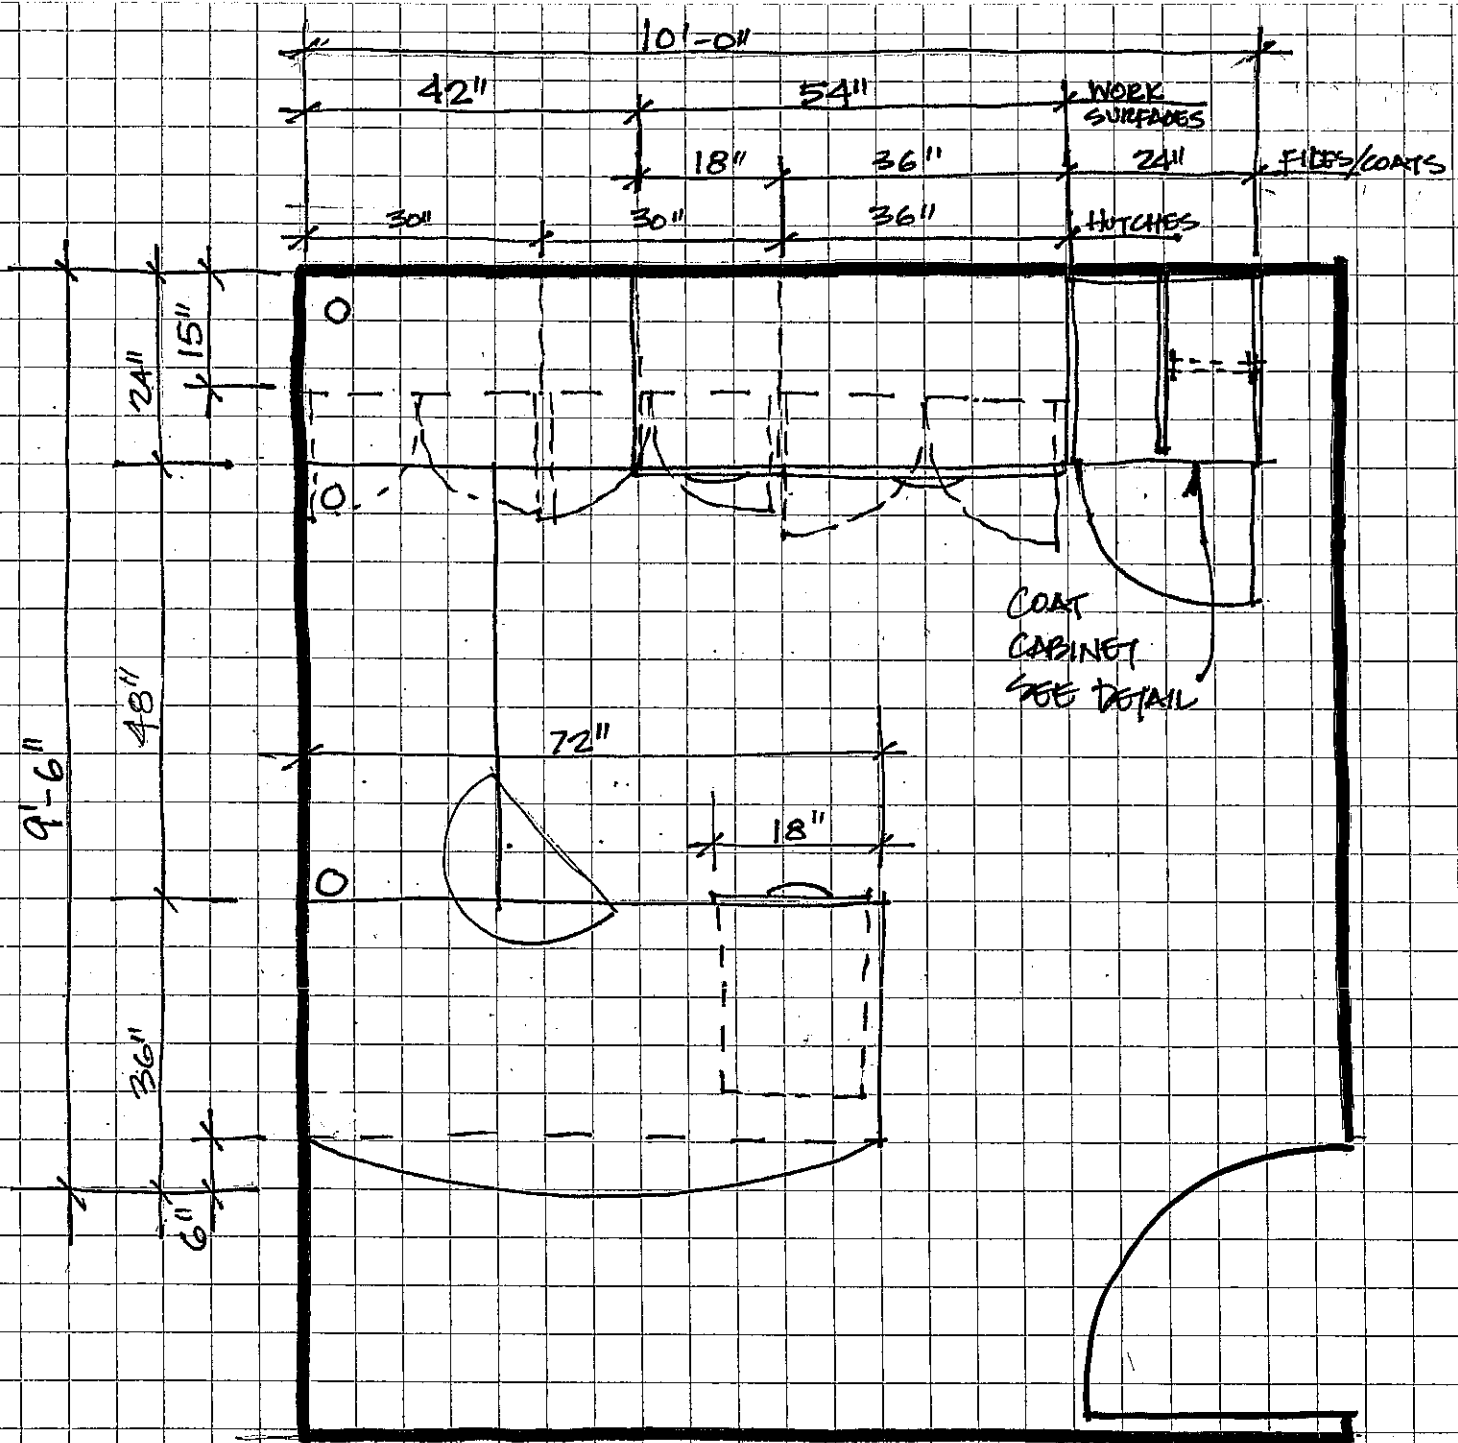 10'-0"
42" 54" WORK
SURFACES
18" 36" 24" FILES/COATS
30" 30" 36" HUTCHES
15"
24"
48"
9'-6"
36"
6"
COAT
CABINET
SEE DETAIL
72"
18"